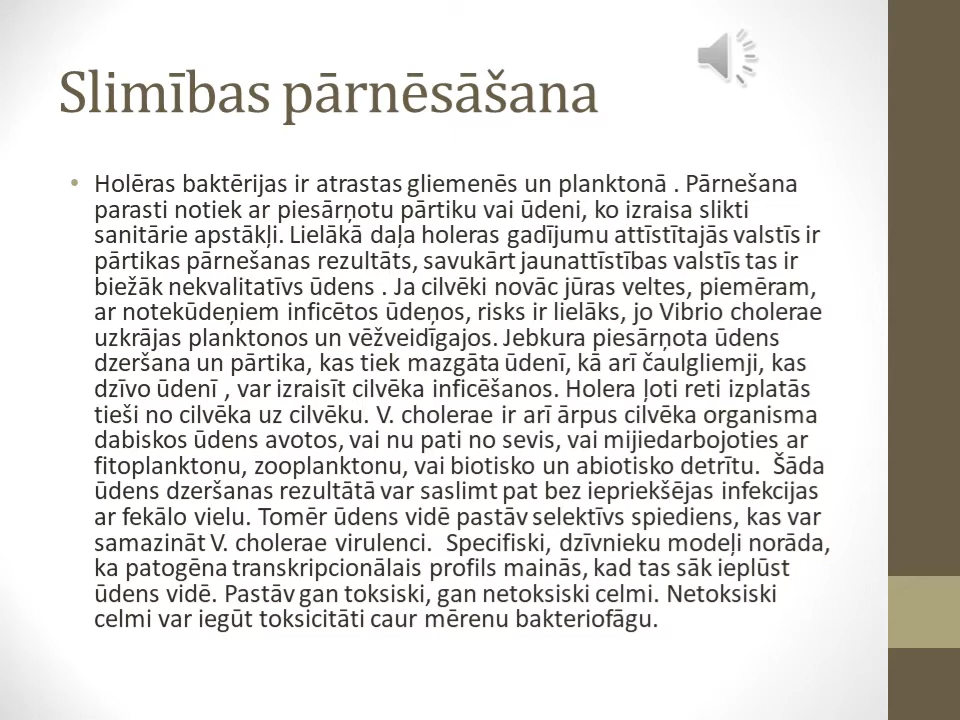 Slimības pārnēsāšana
• Holēras baktērijas ir atrastas gliemenēs un planktonā . Pārnešana
parasti notiek ar piesārņotu pārtiku vai ūdeni, ko izraisa slikti
sanitārie apstākļi. Lielākā daļa holeras gadījumu attīstītajās valstīs ir
pārtikas pārnešanas rezultāts, savukārt jaunattīstības valstīs tas ir
biežāk nekvalitatīvs ūdens . Ja cilvēki novāc jūras veltes, piemēram,
ar notekūdeņiem inficētos ūdeņos, risks ir lielāks, jo Vibrio cholerae
uzkrājas planktonos un vēžveidīgajos. Jebkura piesārņota ūdens
dzeršana un pārtika, kas tiek mazgāta ūdenī, kā arī čaulgliemji, kas
dzīvo ūdenī , var izraisīt cilvēka inficēšanos. Holera ļoti reti izplatās
tieši no cilvēka uz cilvēku. V. cholerae ir arī ārpus cilvēka organisma
dabiskos ūdens avotos, vai nu pati no sevis, vai mijiedarbojoties ar
fitoplanktonu, zooplanktonu, vai biotisko un abiotisko detrītu.  Šāda
ūdens dzeršanas rezultātā var saslimt pat bez iepriekšējas infekcijas
ar fekālo vielu. Tomēr ūdens vidē pastāv selektīvs spiediens, kas var
samazināt V. cholerae virulenci.  Specifiski, dzīvnieku modeļi norāda,
ka patogēna transkripcionālais profils mainās, kad tas sāk ieplūst
ūdens vidē. Pastāv gan toksiski, gan netoksiski celmi. Netoksiski
celmi var iegūt toksicitāti caur mērenu bakteriofāgu.